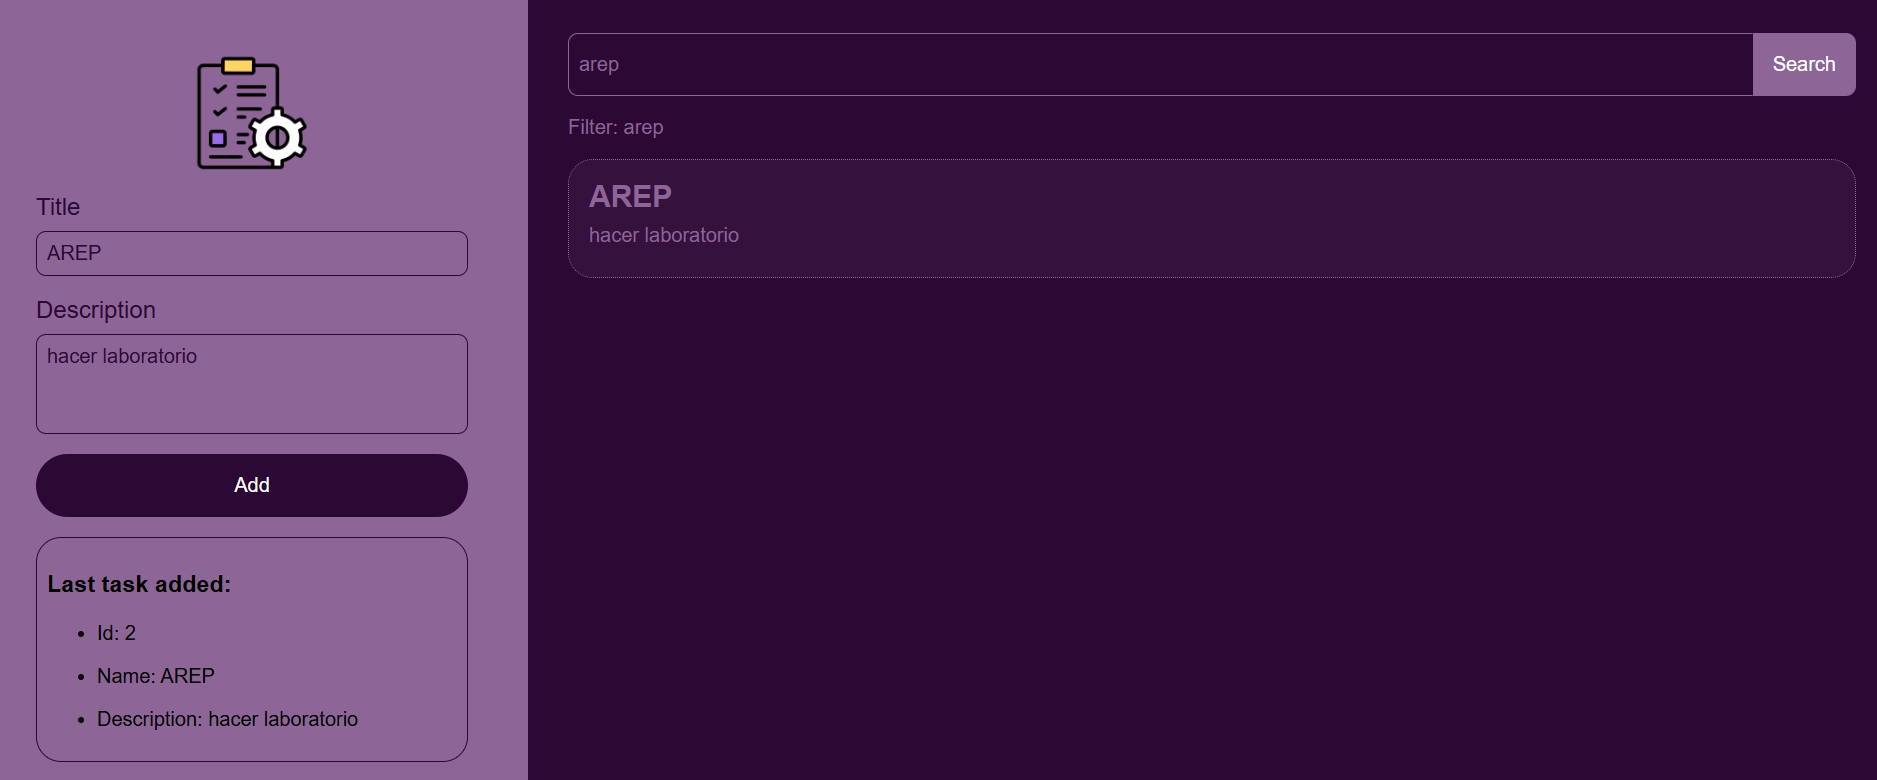 Title
AREP
Description
hacer laboratorio
Add
Last task added:
Id: 2
Name: AREP
Description: hacer laboratorio
arep
Search
Filter: arep
AREP
hacer laboratorio